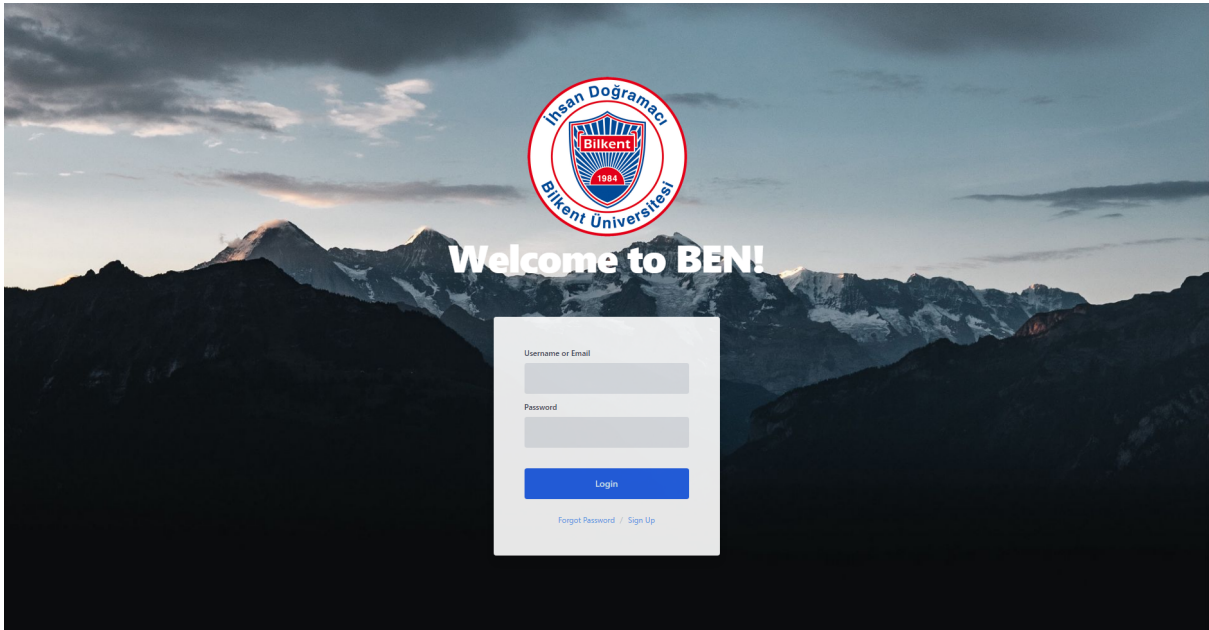 İhsan Doğramacı
Bilkent
1984
Bilkent Üniversitesi
Welcome to BEN!
Username or Email
Password
Login
Forgot Password / Sign Up